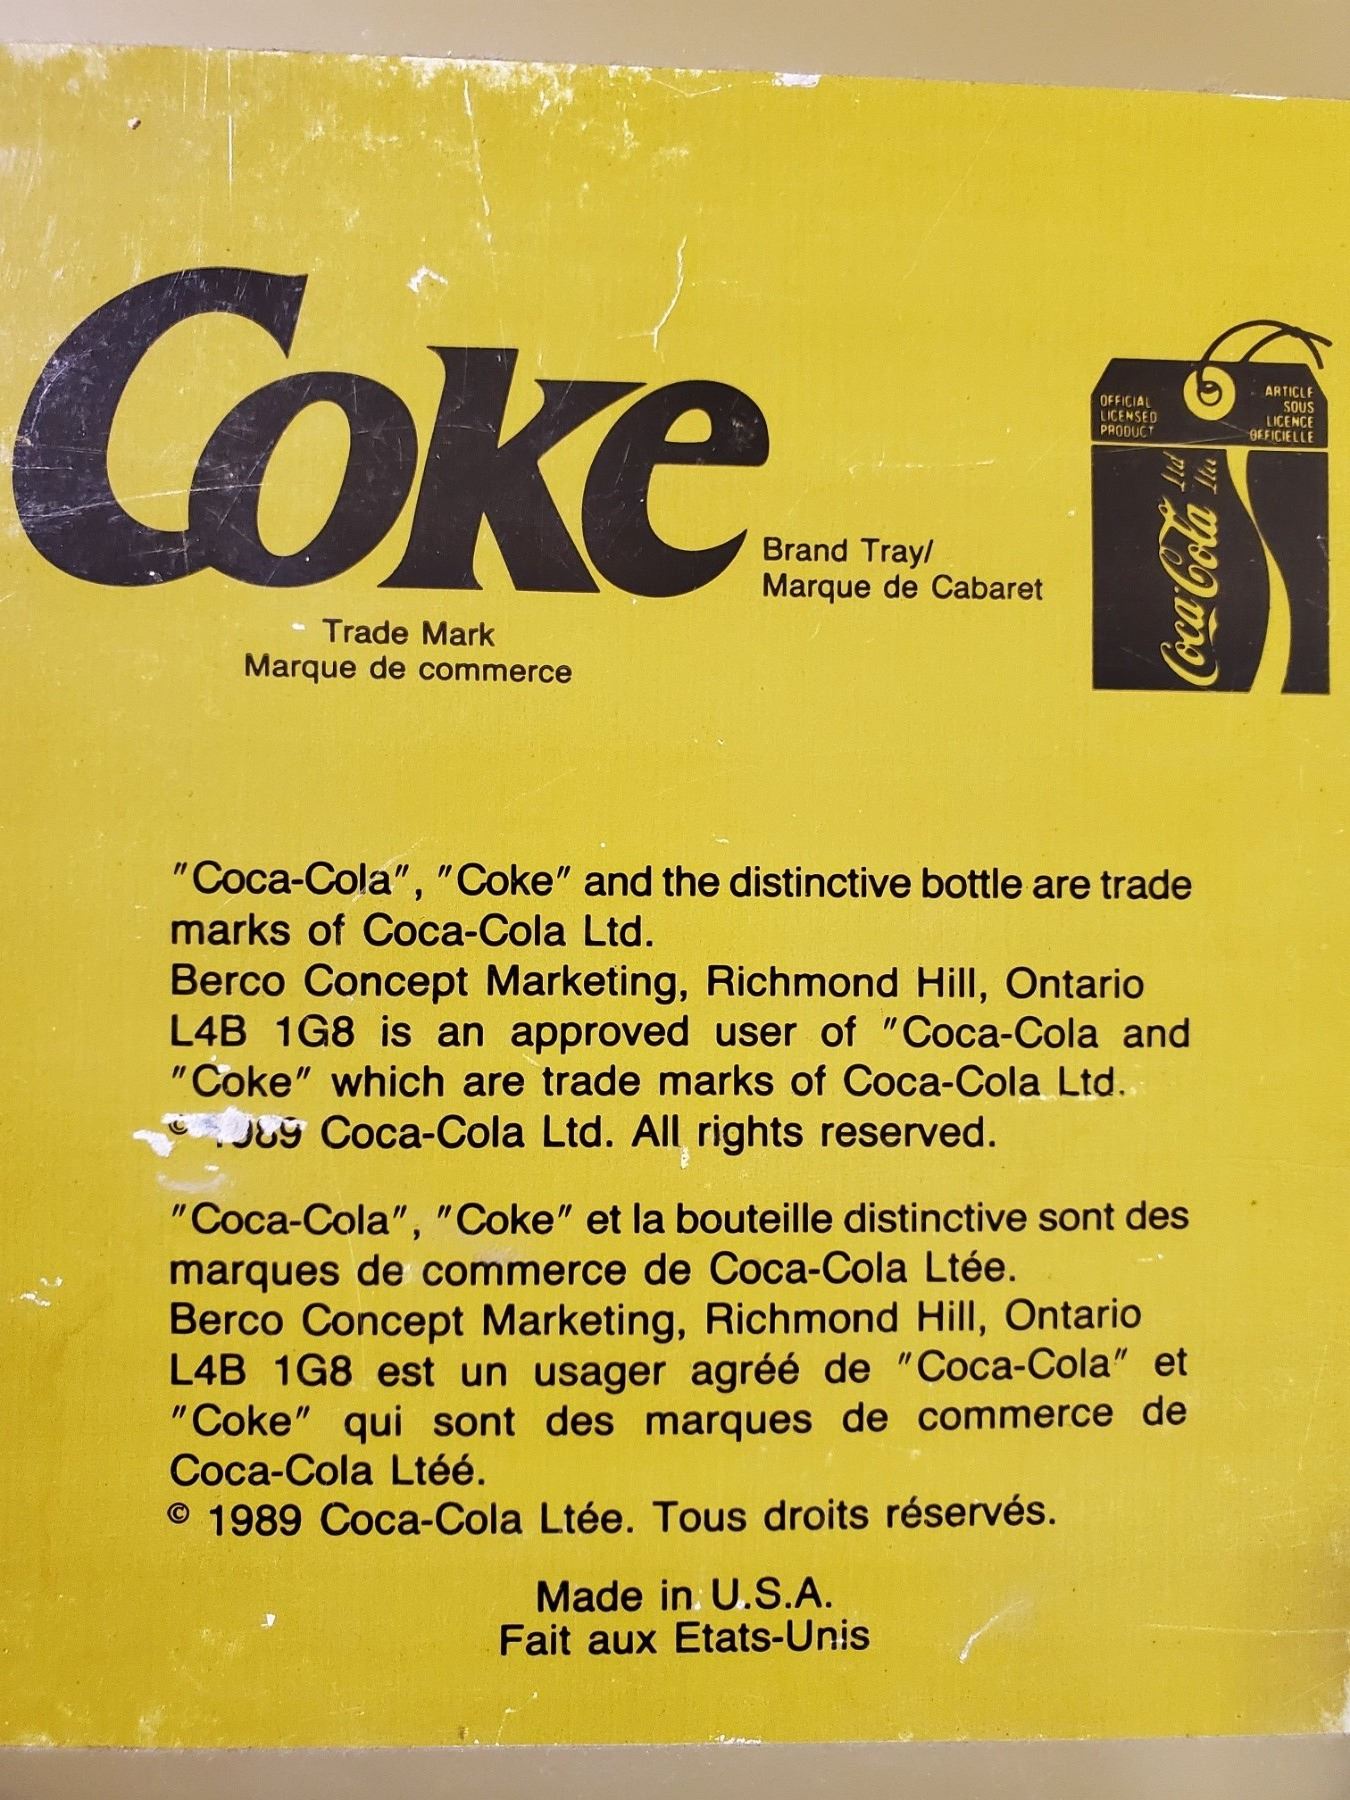 Coke
Brand Tray/
Marque de Cabaret
Trade Mark
Marque de commerce
OFFICIAL
LICENSED
PRODUCT
ARTICLE
SOUS
LICENCE
OFFICIELLE
Coca-Cola Ltd
Ltée
"Coca-Cola", "Coke" and the distinctive bottle are trade
marks of Coca-Cola Ltd.
Berco Concept Marketing, Richmond Hill, Ontario
L4B 1G8 is an approved user of "Coca-Cola and
"Coke" which are trade marks of Coca-Cola Ltd.
© 1989 Coca-Cola Ltd. All rights reserved.
"Coca-Cola", "Coke" et la bouteille distinctive sont des
marques de commerce de Coca-Cola Ltée.
Berco Concept Marketing, Richmond Hill, Ontario
L4B 1G8 est un usager agréé de "Coca-Cola" et
"Coke" qui sont des marques de commerce de
Coca-Cola Ltéé.
© 1989 Coca-Cola Ltée. Tous droits réservés.
Made in U.S.A.
Fait aux Etats-Unis